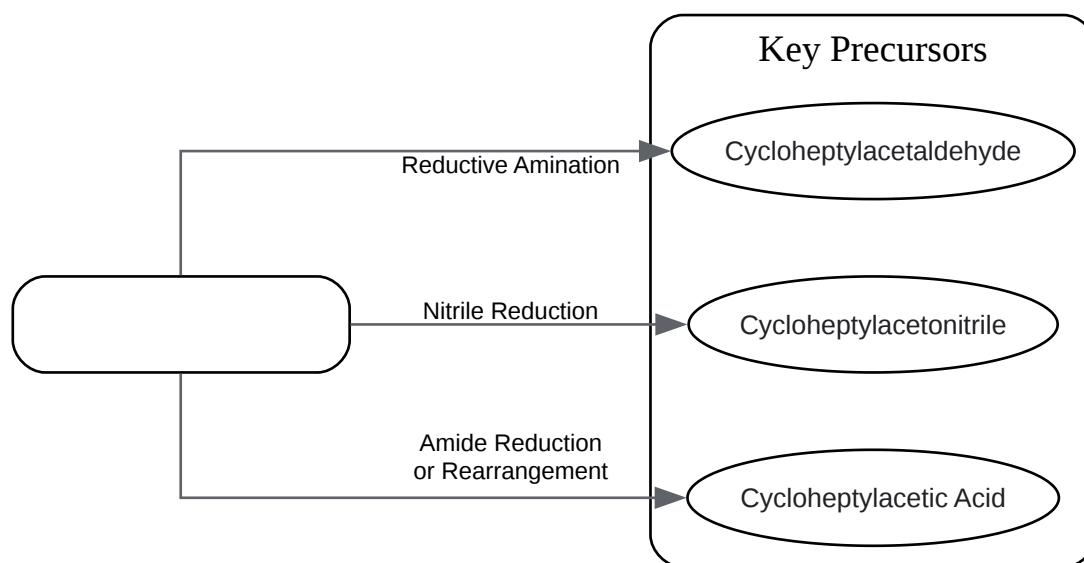 Key Precursors
Cycloheptylacetaldehyde
Reductive Amination
Nitrile Reduction
Cycloheptylacetonitrile
Amide Reduction
or Rearrangement
Cycloheptylacetic Acid